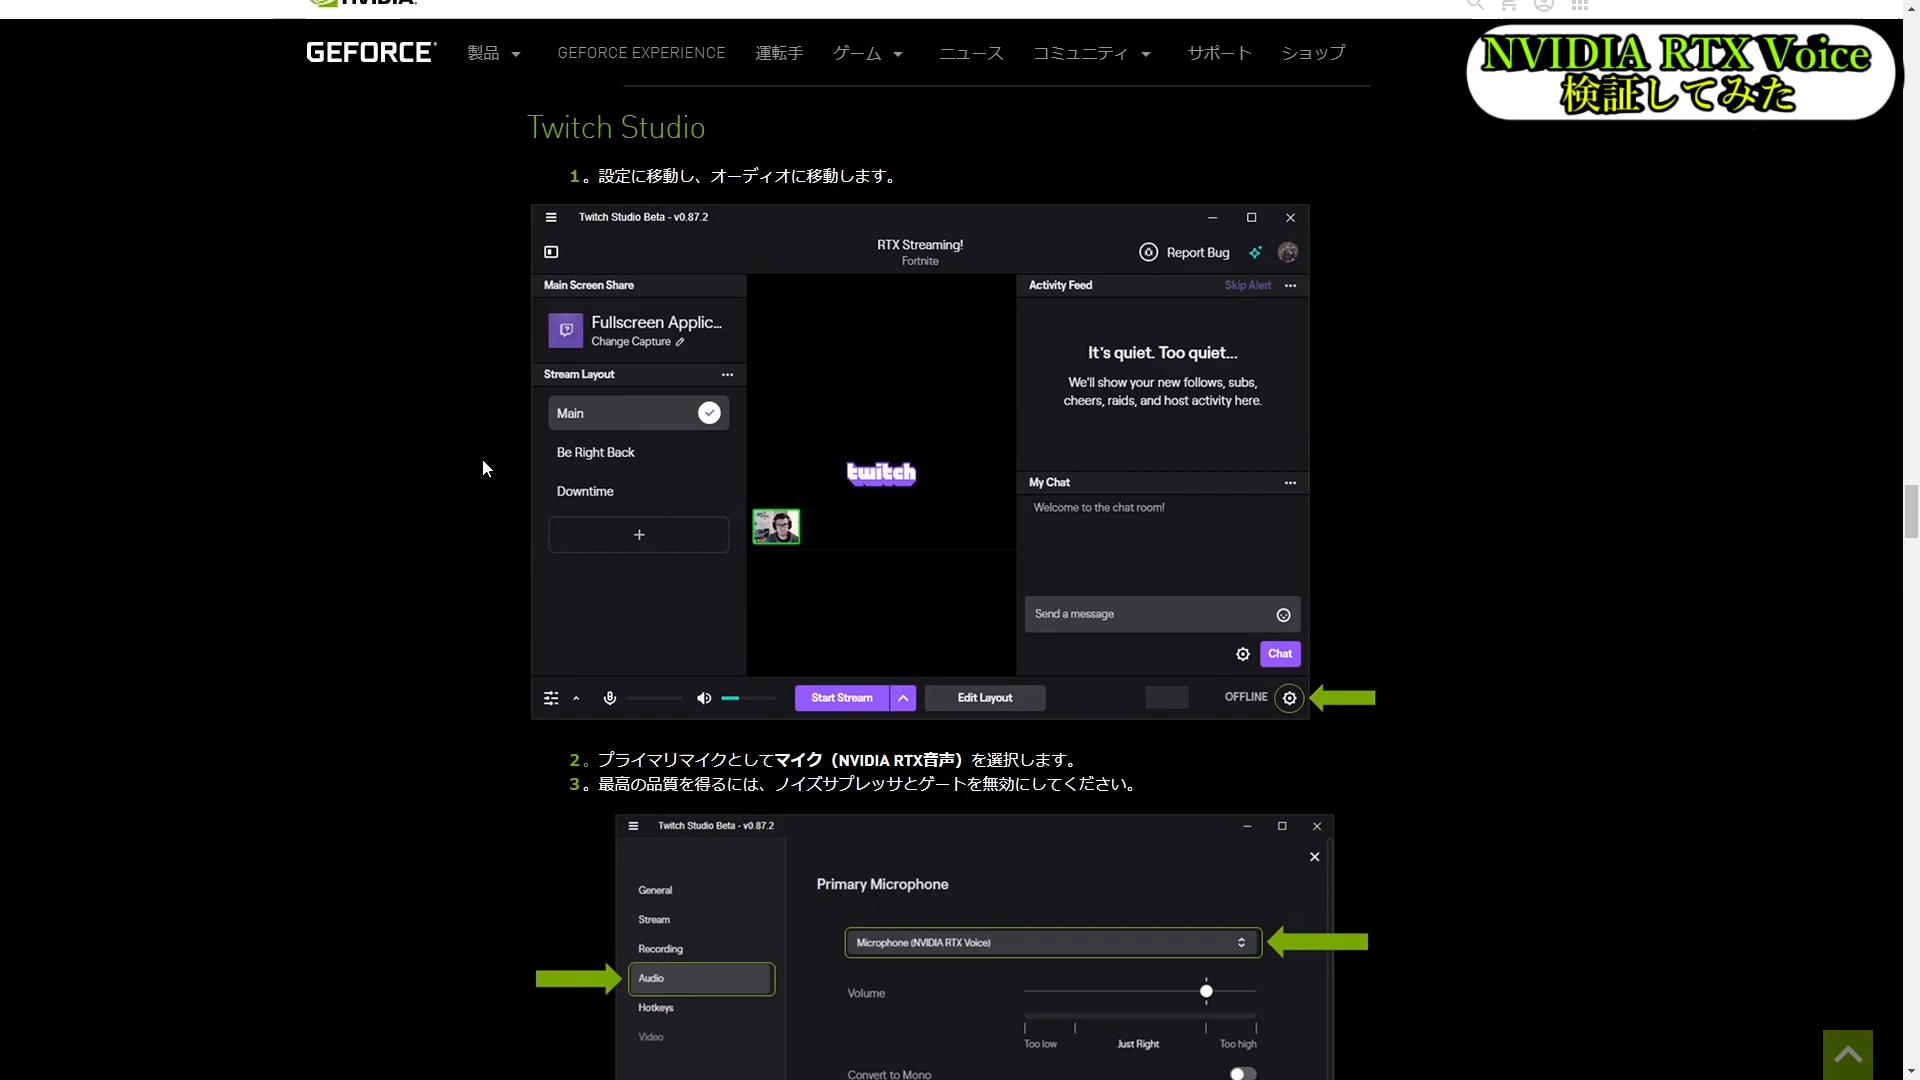 NVIDIA.
GEFORCE
製品
GEFORCE EXPERIENCE
運転手
ゲーム
ニュース
コミュニティ
サポート
ショップ
NVIDIA RTX Voice
検証してみた
Twitch Studio
1。設定に移動し、オーディオに移動します。
Twitch Studio Beta - v0.87.2
RTX Streaming!
Fortnite
Report Bug
Main Screen Share
Fullscreen Applic...
Change Capture
Stream Layout
Main
Be Right Back
Downtime
+
twitch
Activity Feed
Skip Alert
It's quiet. Too quiet...
We'll show your new follows, subs,
cheers, raids, and host activity here.
My Chat
Welcome to the chat room!
Send a message
Chat
Start Stream
Edit Layout
OFFLINE
2。プライマリマイクとしてマイク（NVIDIA RTX音声）を選択します。
3。最高の品質を得るには、ノイズサプレッサとゲートを無効にしてください。
Twitch Studio Beta - v0.87.2
General
Stream
Recording
Audio
Hotkeys
Video
Primary Microphone
Microphone (NVIDIA RTX Voice)
Volume
Too low
Just Right
Too high
Convert to Mono